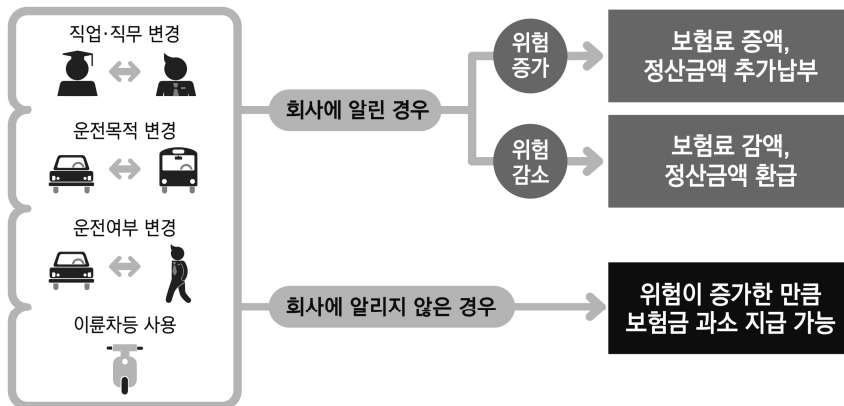 직업·직무 변경
운전목적 변경
운전여부 변경
이륜차등 사용
회사에 알린 경우
위험
증가
보험료 증액,
정산금액 추가납부
위험
감소
보험료 감액,
정산금액 환급
회사에 알리지 않은 경우
위험이 증가한 만큼
보험금 과소 지급 가능